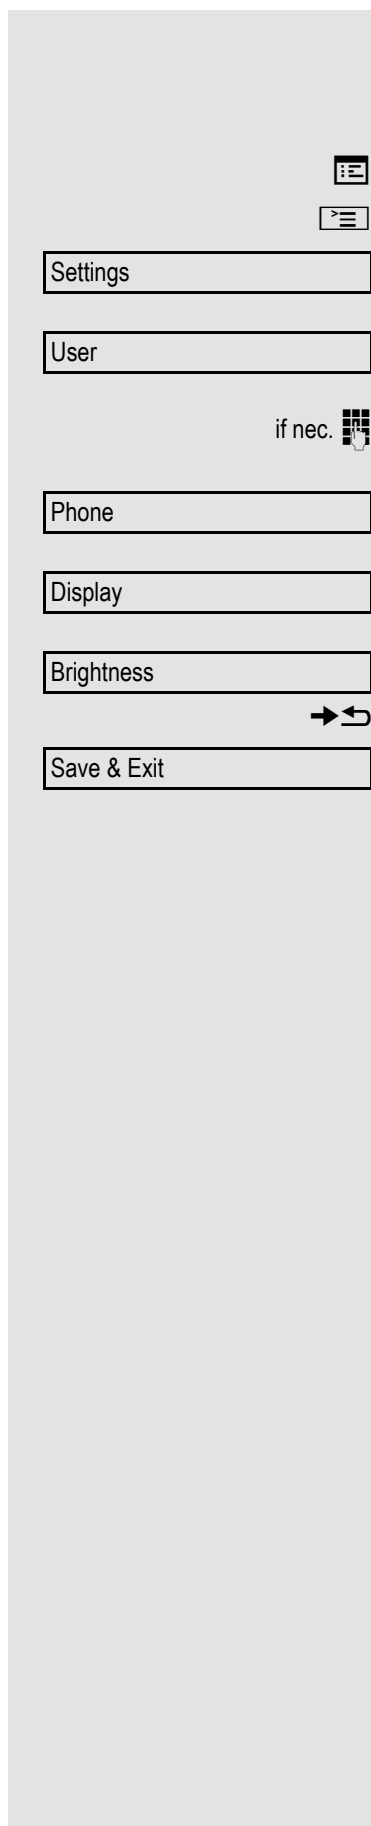 Settings
User
if nec.
Phone
Display
Brightness
Save & Exit